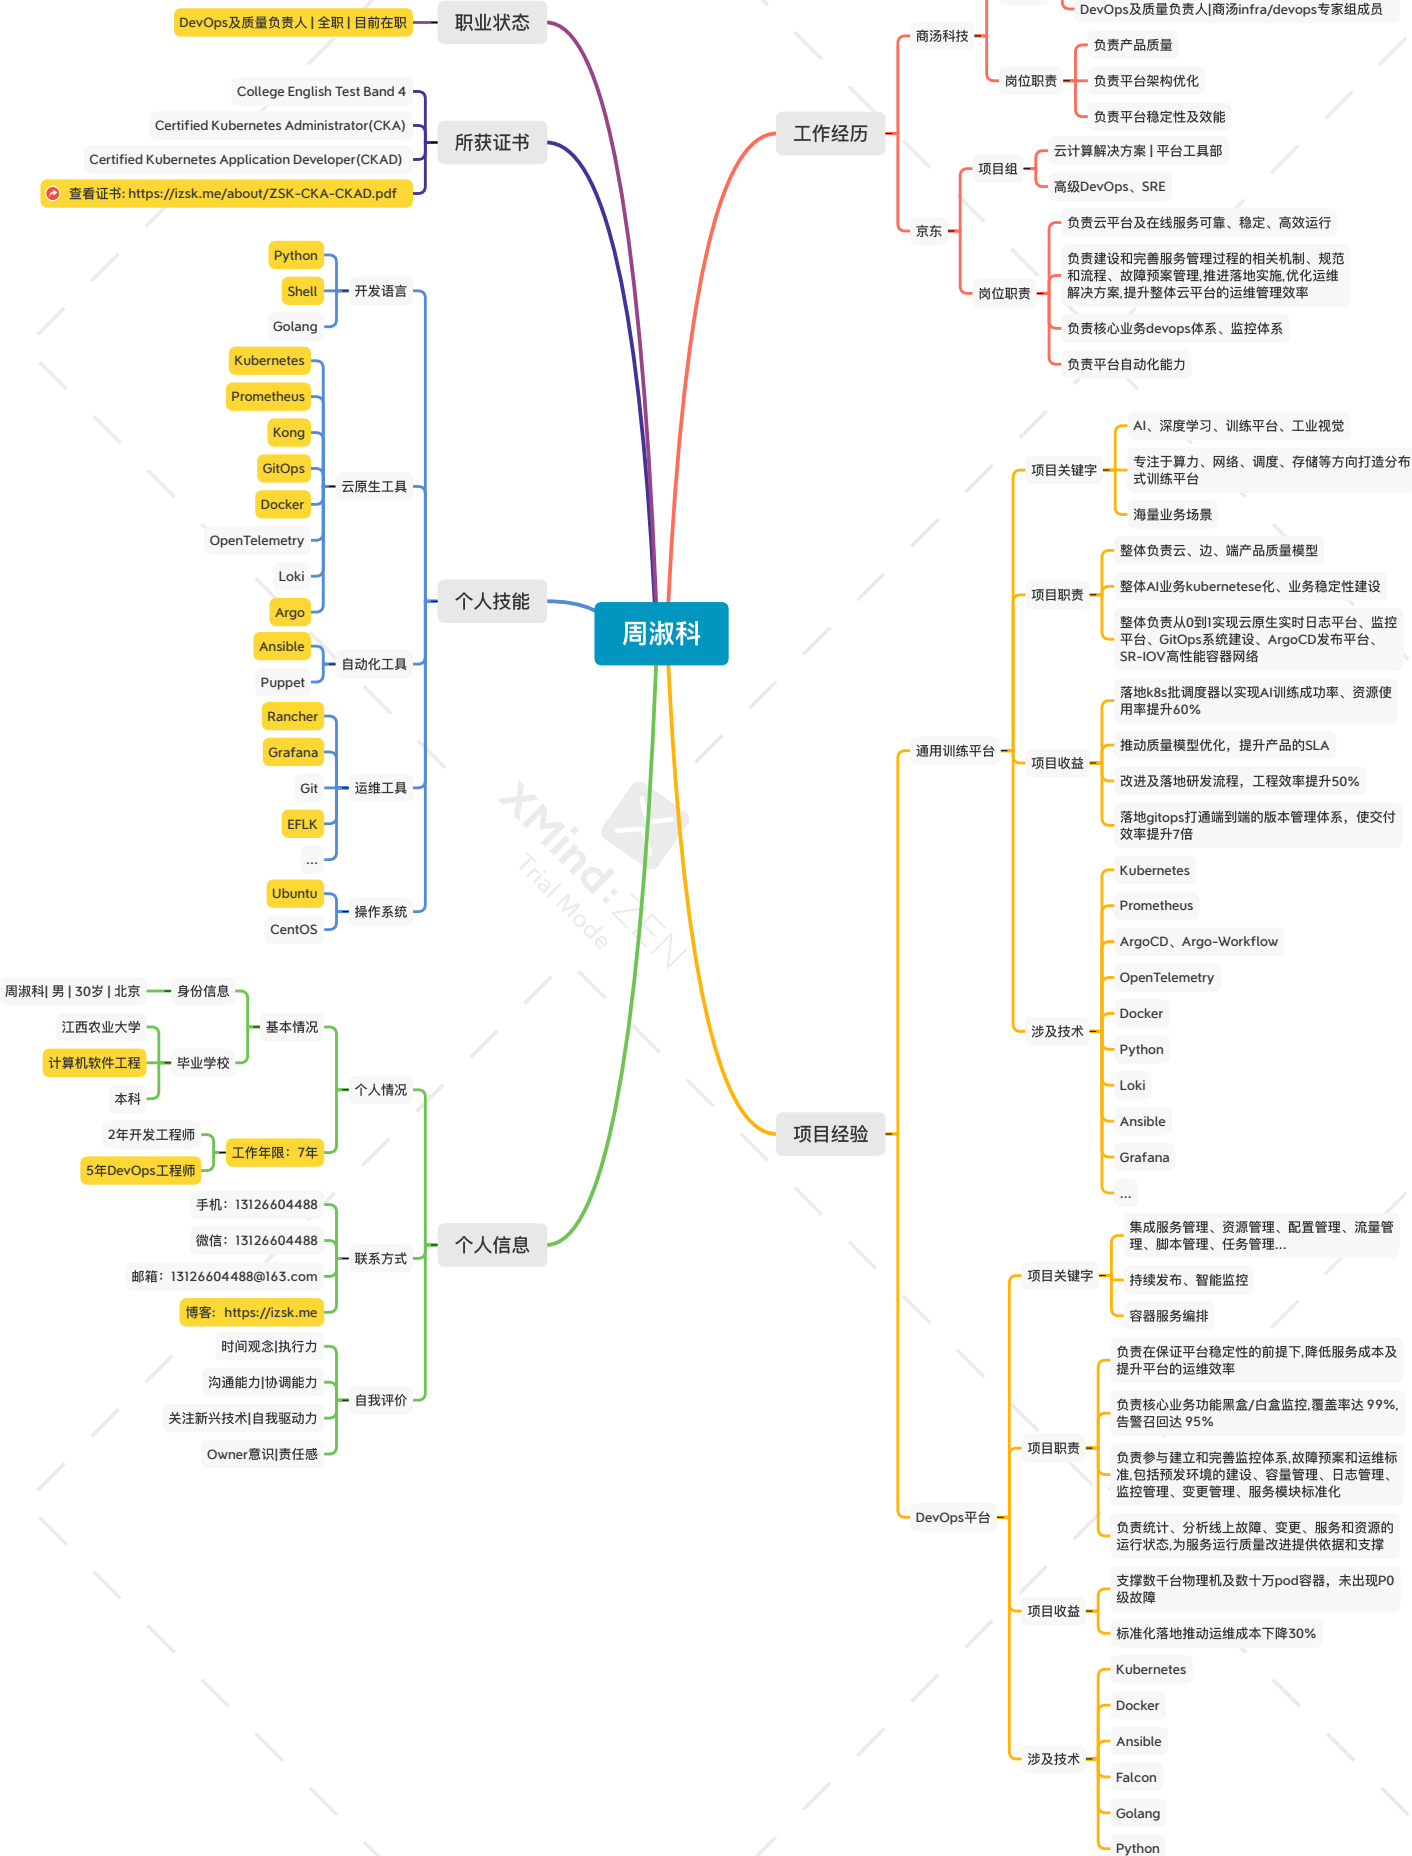 DevOps及质量负责人 | 全职 | 目前在职
职业状态
College English Test Band 4
Certified Kubernetes Administrator(CKA)
Certified Kubernetes Application Developer(CKAD)
查看证书: https://izsk.me/about/ZSK-CKA-CKAD.pdf
所获证书
Python
Shell
Golang
开发语言
Kubernetes
Prometheus
Kong
GitOps
Docker
OpenTelemetry
Loki
Argo
云原生工具
Ansible
Puppet
自动化工具
Rancher
Grafana
Git
EFLK
...
运维工具
Ubuntu
CentOS
操作系统
个人技能
周淑科| 男 | 30岁 | 北京
身份信息
江西农业大学
计算机软件工程
本科
毕业学校
基本情况
2年开发工程师
5年DevOps工程师
工作年限：7年
个人情况
手机：13126604488
微信：13126604488
邮箱：13126604488@163.com
博客：https://izsk.me
联系方式
时间观念|执行力
沟通能力|协调能力
关注新兴技术|自我驱动力
Owner意识|责任感
自我评价
个人信息
周淑科
XMind:ZEN
Trial Mode
工作经历
商汤科技
DevOps及质量负责人|商汤infra/devops专家组成员
岗位职责
负责产品质量
负责平台架构优化
负责平台稳定性及效能
京东
项目组
云计算解决方案 | 平台工具部
高级DevOps、SRE
岗位职责
负责云平台及在线服务可靠、稳定、高效运行
负责建设和完善服务管理过程的相关机制、规范
和流程、故障预案管理,推进落地实施,优化运维
解决方案,提升整体云平台的运维管理效率
负责核心业务devops体系、监控体系
负责平台自动化能力
项目经验
通用训练平台
项目关键字
AI、深度学习、训练平台、工业视觉
专注于算力、网络、调度、存储等方向打造分布
式训练平台
海量业务场景
项目职责
整体负责云、边、端产品质量模型
整体AI业务kubernetese化、业务稳定性建设
整体负责从0到1实现云原生实时日志平台、监控
平台、GitOps系统建设、ArgoCD发布平台、
SR-IOV高性能容器网络
项目收益
落地k8s批调度器以实现AI训练成功率、资源使
用率提升60%
推动质量模型优化，提升产品的SLA
改进及落地研发流程，工程效率提升50%
落地gitops打通端到端的版本管理体系，使交付
效率提升7倍
涉及技术
Kubernetes
Prometheus
ArgoCD、Argo-Workflow
OpenTelemetry
Docker
Python
Loki
Ansible
Grafana
...
DevOps平台
项目关键字
集成服务管理、资源管理、配置管理、流量管
理、脚本管理、任务管理...
持续发布、智能监控
容器服务编排
项目职责
负责在保证平台稳定性的前提下,降低服务成本及
提升平台的运维效率
负责核心业务功能黑盒/白盒监控,覆盖率达 99%,
告警召回达 95%
负责参与建立和完善监控体系,故障预案和运维标
准,包括预发环境的建设、容量管理、日志管理、
监控管理、变更管理、服务模块标准化
负责统计、分析线上故障、变更、服务和资源的
运行状态,为服务运行质量改进提供依据和支撑
项目收益
支撑数千台物理机及数十万pod容器，未出现P0
级故障
标准化落地推动运维成本下降30%
涉及技术
Kubernetes
Docker
Ansible
Falcon
Golang
Python